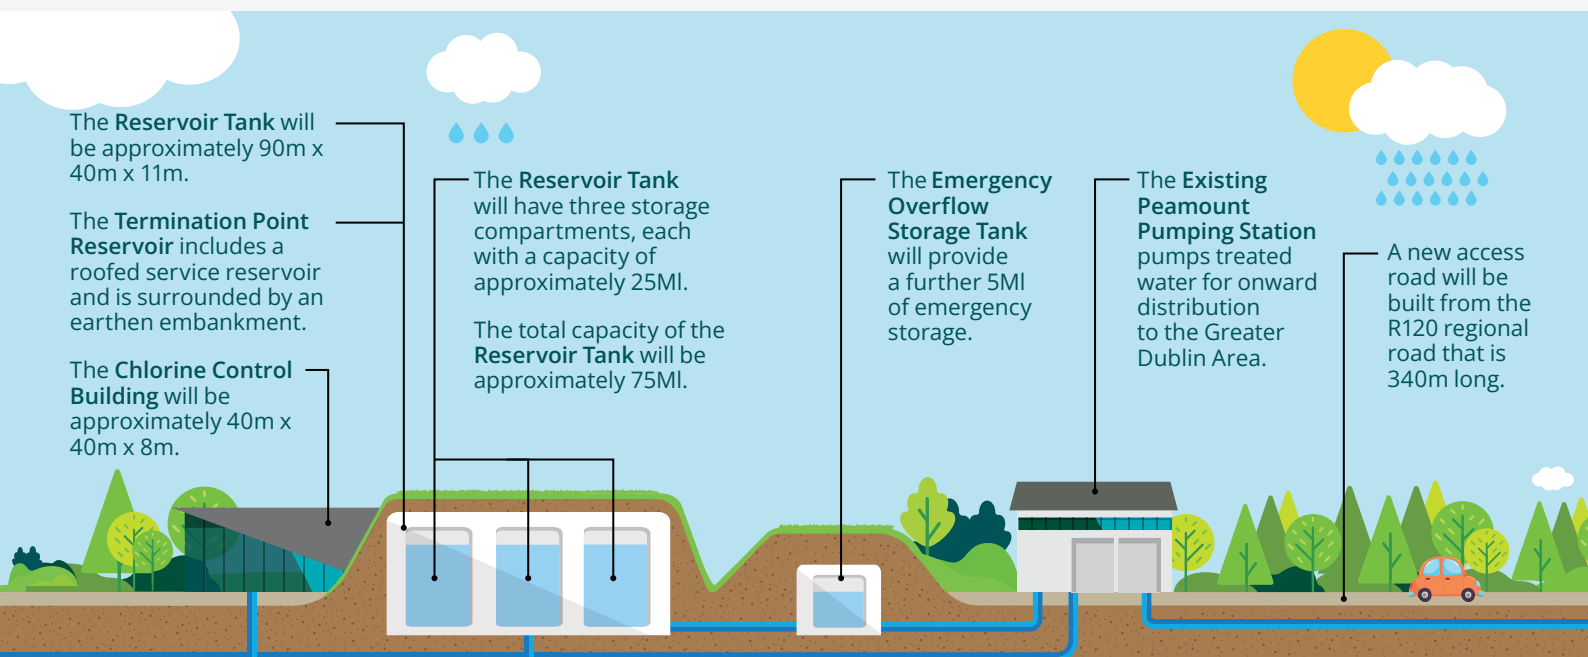 The Reservoir Tank will
be approximately 90m x
40m x 11m.
The Termination Point
Reservoir includes a
roofed service reservoir
and is surrounded by an
earthen embankment.
The Chlorine Control
Building will be
approximately 40m x
40m x 8m.
The Reservoir Tank
will have three storage
compartments, each
with a capacity of
approximately 25Ml.
The total capacity of the
Reservoir Tank will be
approximately 75Ml.
The Emergency
Overflow
Storage Tank
will provide
a further 5Ml
of emergency
storage.
The Existing
Peamount
Pumping Station
pumps treated
water for onward
distribution
to the Greater
Dublin Area.
A new access
road will be
built from the
R120 regional
road that is
340m long.